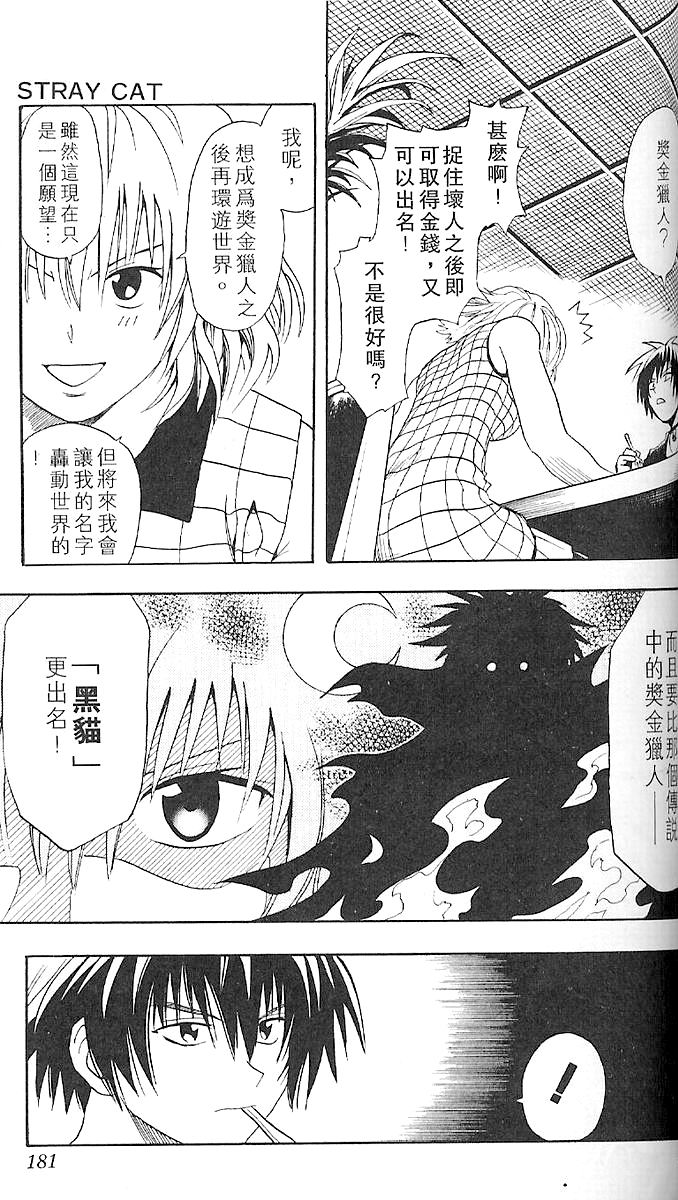 STRAY CAT
獎金獵人？
甚麽啊！
捉住壞人之後即
可取得金錢，又
可以出名！
不是很好嗎？
我呢，
想成爲獎金獵人之
後再環遊世界。
雖然這現在只
是一個願望…
但將來我會
讓我的名字
轟動世界的
！
而且要比那個傳說
中的獎金獵人——
「黑貓」
更出名！
！
181